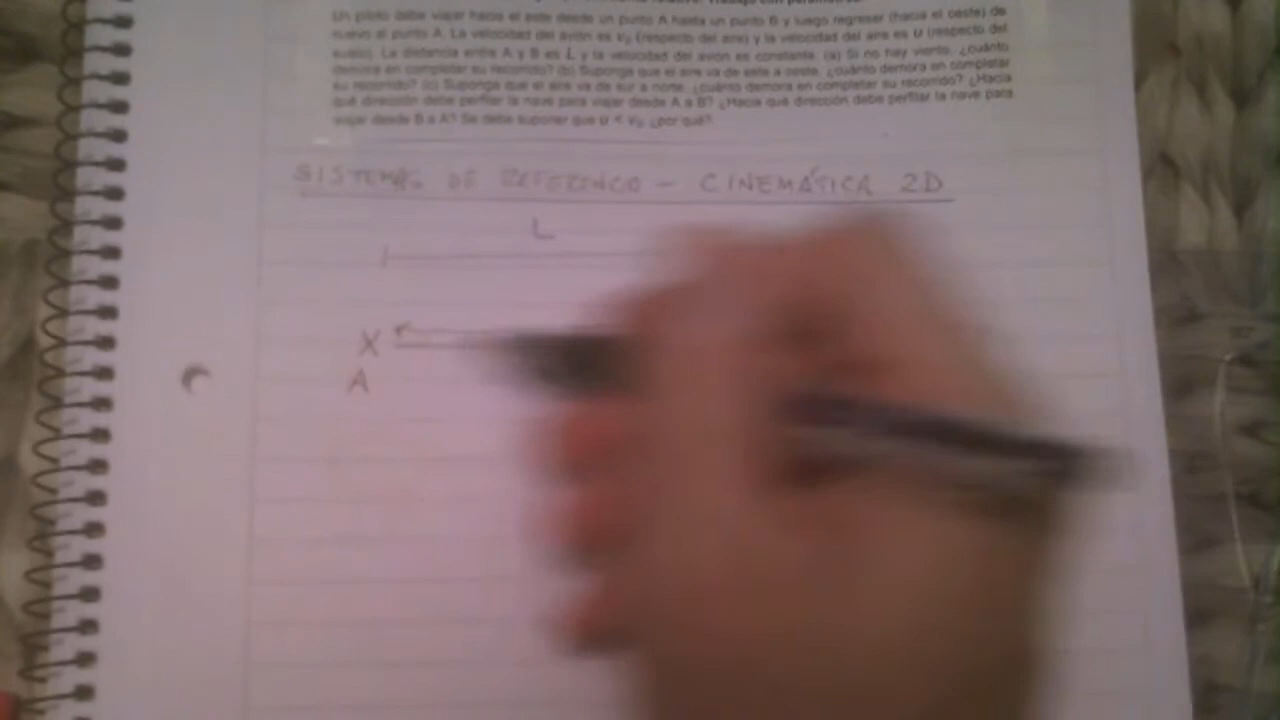 Trabajo con parámetros.
Un piloto debe viajar hacia el este desde un punto A hasta un punto B y luego regresar (hacia el oeste) de
nuevo al punto A. La velocidad del avión es v₀ (respecto del aire) y la velocidad del aire es u (respecto del
suelo). La distancia entre A y B es L y la velocidad del avión es constante. (a) Si no hay viento, ¿cuánto
demora en completar su recorrido? (b) Suponga que el aire va de este a oeste, ¿cuánto demora en completar
su recorrido? (c) Suponga que el aire va de sur a norte, ¿cuánto demora en completar su recorrido? ¿Hacia
qué dirección debe perfilar la nave para viajar desde A a B? ¿Hacia qué dirección debe perfilar la nave para
viajar desde B a A? Se debe suponer que u < v₀ ¿por qué?
SISTEMAS DE REFERENCIA - CINEMÁTICA 2D
L
X
A